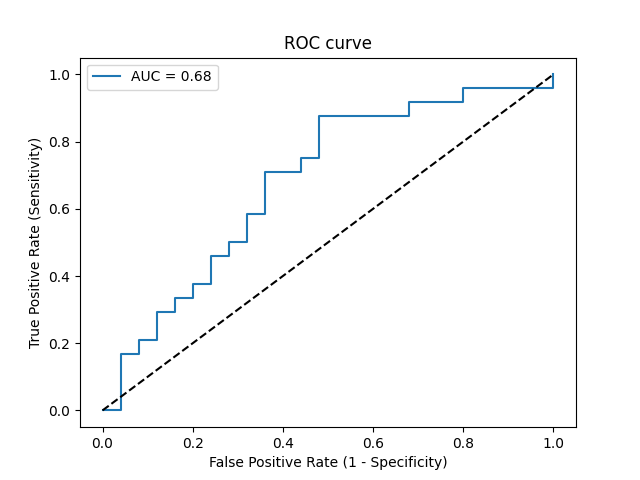 ROC curve
AUC = 0.68
1.0
0.8
0.6
0.4
0.2
0.0
True Positive Rate (Sensitivity)
0.0 0.2 0.4 0.6 0.8 1.0
False Positive Rate (1 - Specificity)